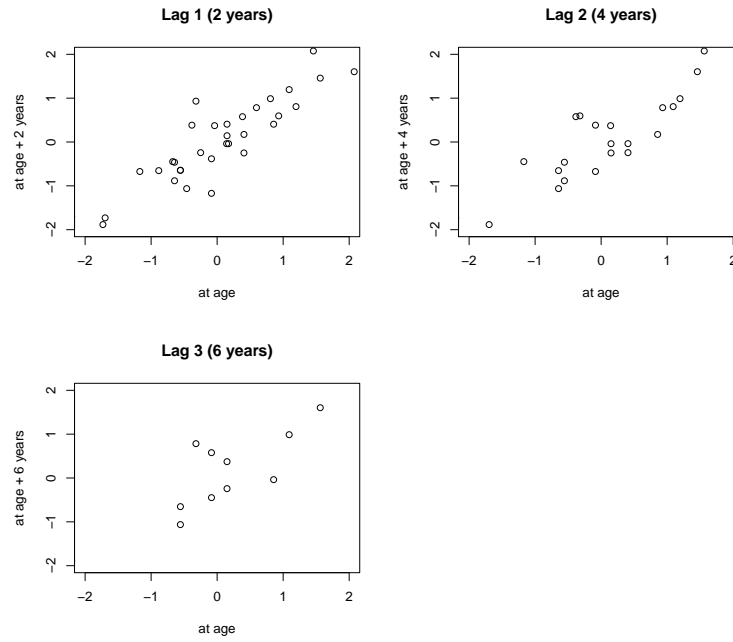 Lag 1 (2 years)
at age + 2 years
2
1
0
−1
−2
−2 −1 0 1 2
at age
Lag 2 (4 years)
at age + 4 years
2
1
0
−1
−2
−2 −1 0 1 2
at age
Lag 3 (6 years)
at age + 6 years
2
1
0
−1
−2
−2 −1 0 1 2
at age